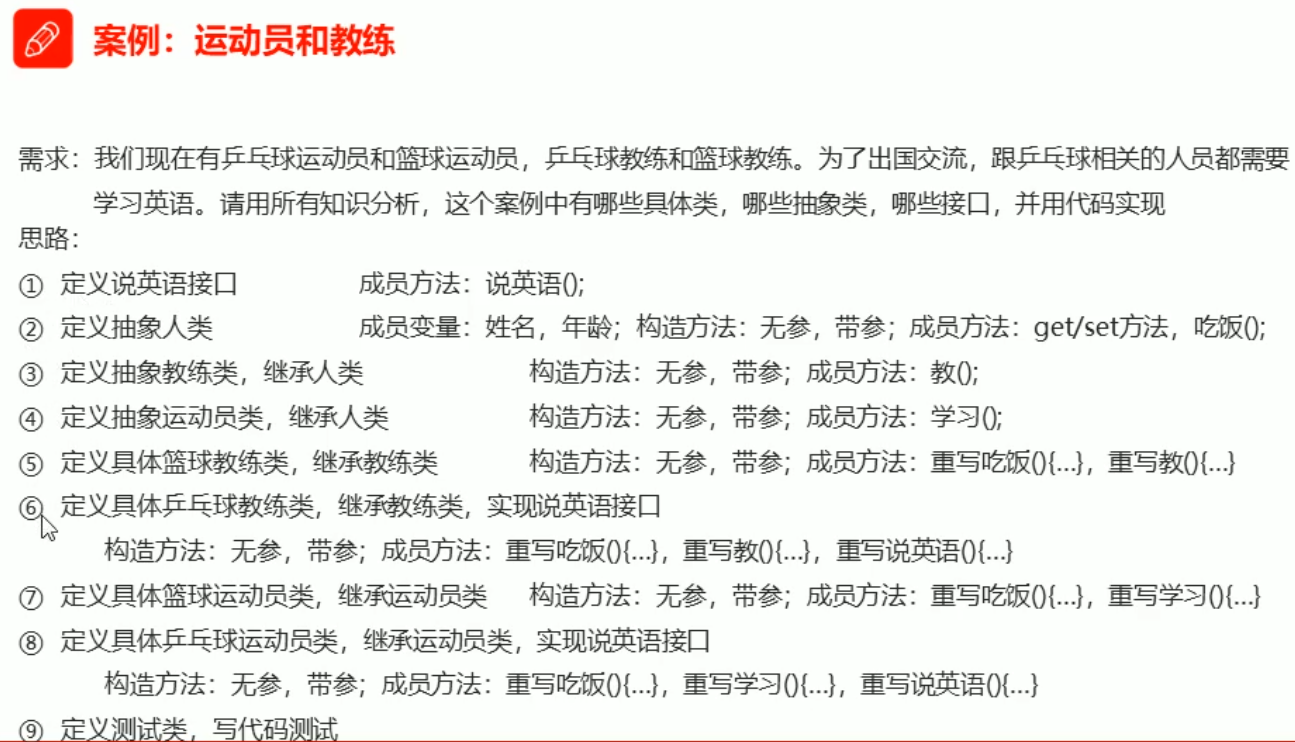 案例：运动员和教练
需求：我们现在有乒乓球运动员和篮球运动员，乒乓球教练和篮球教练。为了出国交流，跟乒乓球相关的人员都需要
学习英语。请用所有知识分析，这个案例中有哪些具体类，哪些抽象类，哪些接口，并用代码实现
思路：
① 定义说英语接口 成员方法：说英语();
② 定义抽象人类 成员变量：姓名，年龄；构造方法：无参，带参；成员方法：get/set方法，吃饭();
③ 定义抽象教练类，继承人类 构造方法：无参，带参；成员方法：教();
④ 定义抽象运动员类，继承人类 构造方法：无参，带参；成员方法：学习();
⑤ 定义具体篮球教练类，继承教练类 构造方法：无参，带参；成员方法：重写吃饭(){...}，重写教(){...}
⑥ 定义具体乒乓球教练类，继承教练类，实现说英语接口
构造方法：无参，带参；成员方法：重写吃饭(){...}，重写教(){...}，重写说英语(){...}
⑦ 定义具体篮球运动员类，继承运动员类 构造方法：无参，带参；成员方法：重写吃饭(){...}，重写学习(){...}
⑧ 定义具体乒乓球运动员类，继承运动员类，实现说英语接口
构造方法：无参，带参；成员方法：重写吃饭(){...}，重写学习(){...}，重写说英语(){...}
⑨ 定义测试类，写代码测试